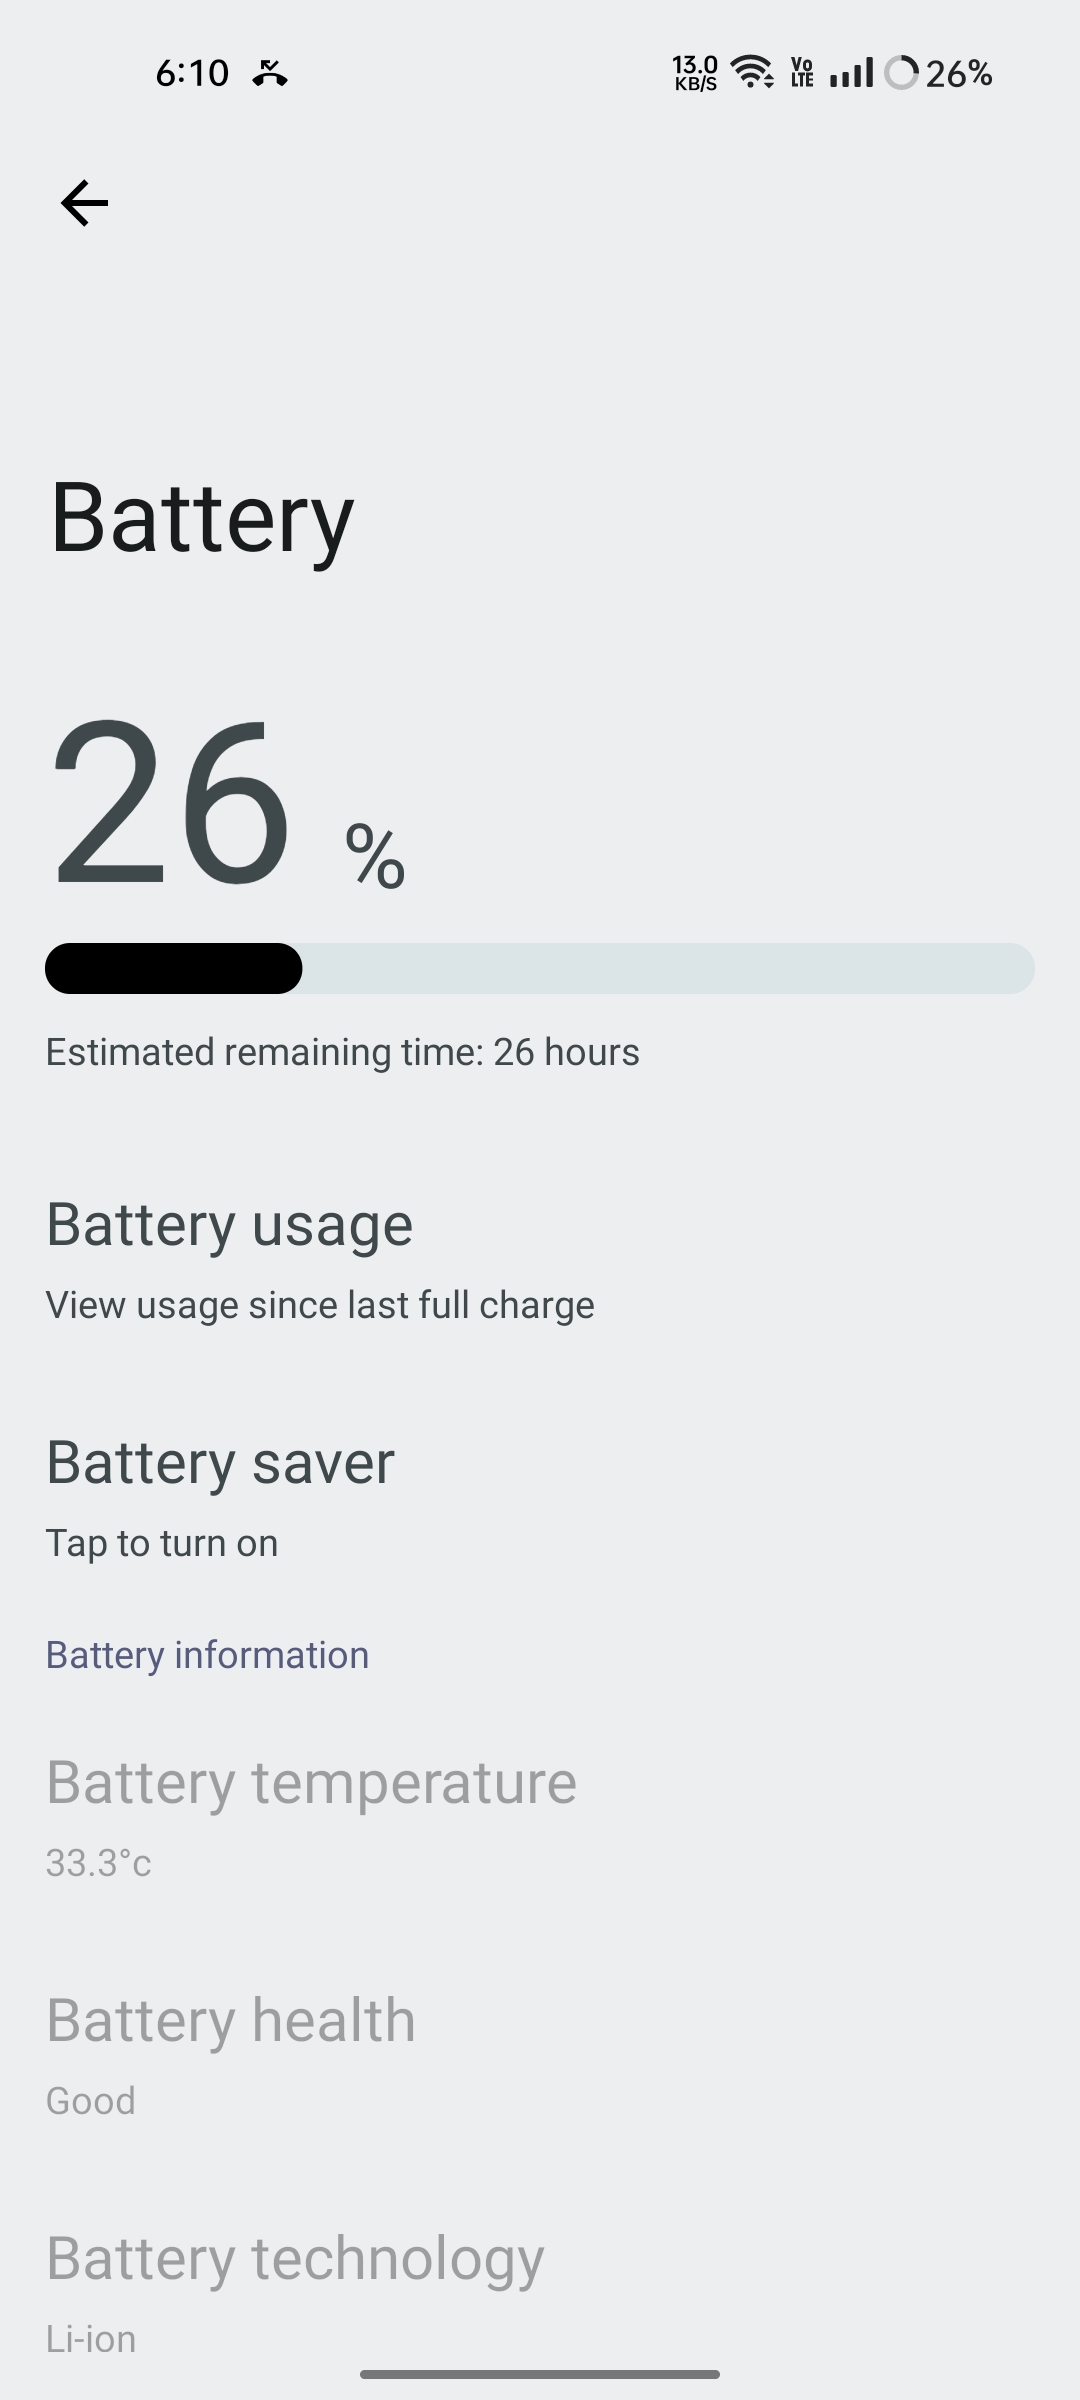 6:10
13.0
KB/S
Vo
LTE
26%
Battery
26 %
Estimated remaining time: 26 hours
Battery usage
View usage since last full charge
Battery saver
Tap to turn on
Battery information
Battery temperature
33.3°c
Battery health
Good
Battery technology
Li-ion